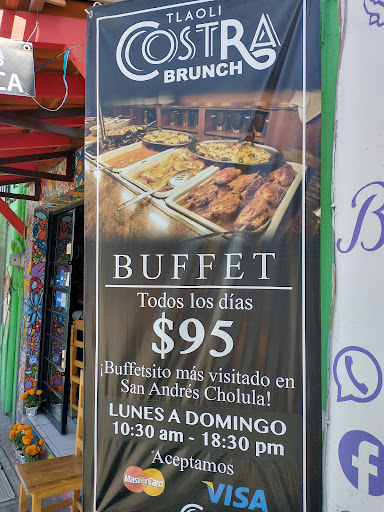 TLAOLI
COSTRA
BRUNCH
CA
BUFFET
Todos los días
$95
¡Buffetsito más visitado en
San Andrés Cholula!
LUNES A DOMINGO
10:30 am - 18:30 pm
Aceptamos
MasterCard
VISA
B